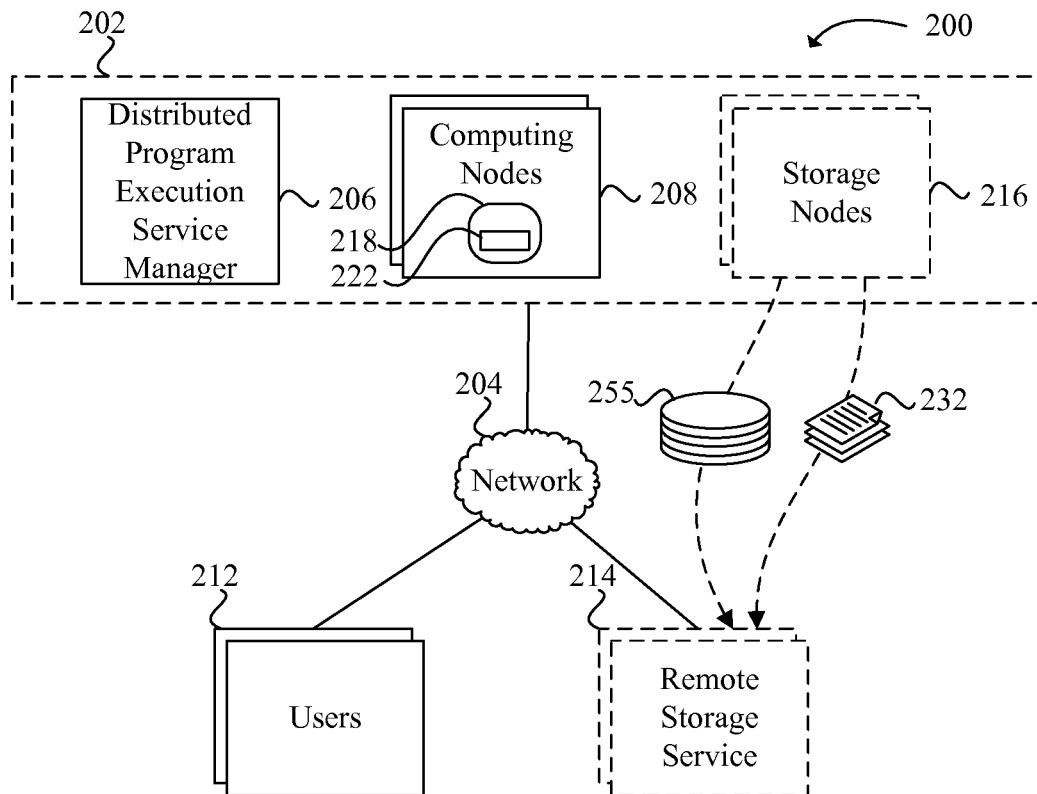 202
200
Distributed
Program
Execution
Service
Manager
206
Computing
Nodes
218
222
208
Storage
Nodes
216
204
Network
255
232
212
Users
214
Remote
Storage
Service